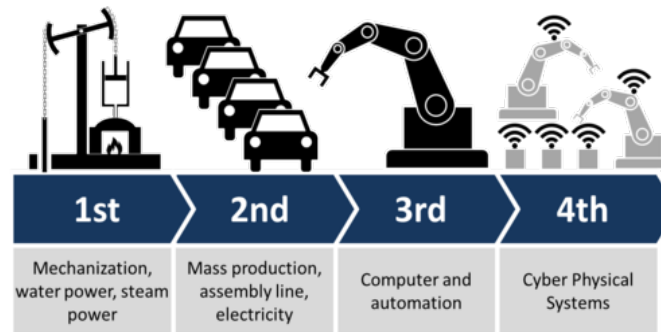 1st
2nd
3rd
4th
Mechanization,
water power, steam
power
Mass production,
assembly line,
electricity
Computer and
automation
Cyber Physical
Systems